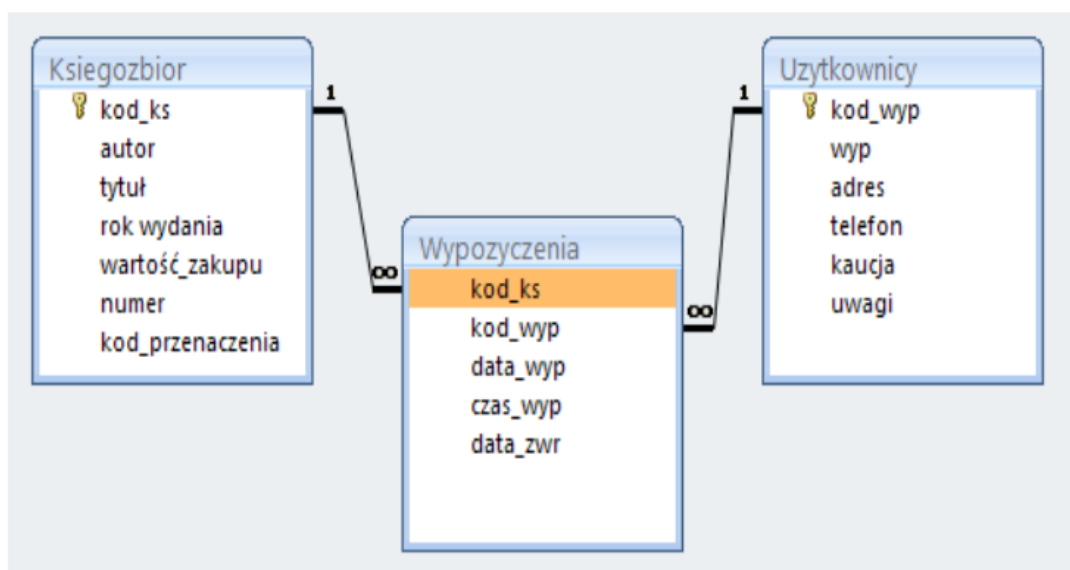 Ksiegozbior
kod_ks
autor
tytuł
rok wydania
wartość_zakupu
numer
kod_przenaczenia
1
∞
Wypozyczenia
kod_ks
kod_wyp
data_wyp
czas_wyp
data_zwr
1
∞
Uzytkownicy
kod_wyp
wyp
adres
telefon
kaucja
uwagi